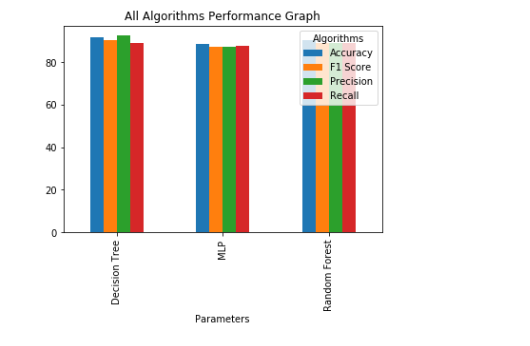 All Algorithms Performance Graph
Algorithms
Accuracy
F1 Score
Precision
Recall
80
60
40
20
0
Decision Tree
MLP
Random Forest
Parameters